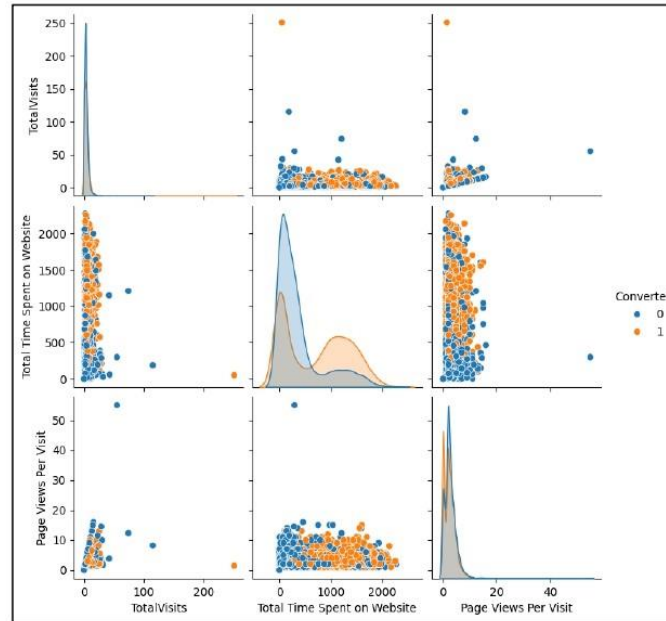 250
200
150
100
50
0
TotalVisits
2000
1500
1000
500
0
Total Time Spent on Website
Converte
0
1
50
40
30
20
10
0
Page Views Per Visit
0 100 200
0 1000 2000
0 20 40
TotalVisits
Total Time Spent on Website
Page Views Per Visit